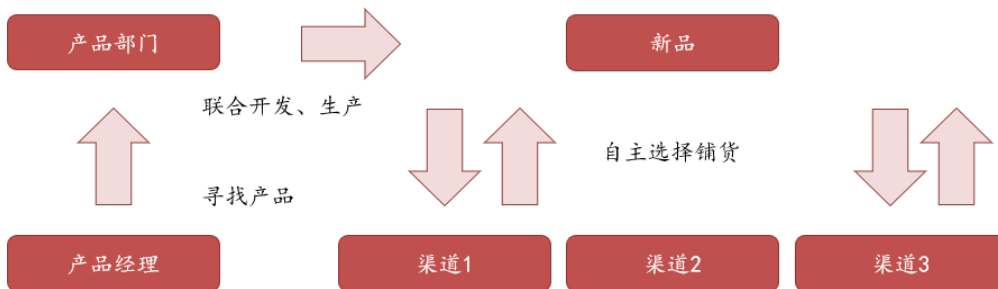 产品部门
新品
联合开发、生产
自主选择铺货
寻找产品
产品经理
渠道1
渠道2
渠道3